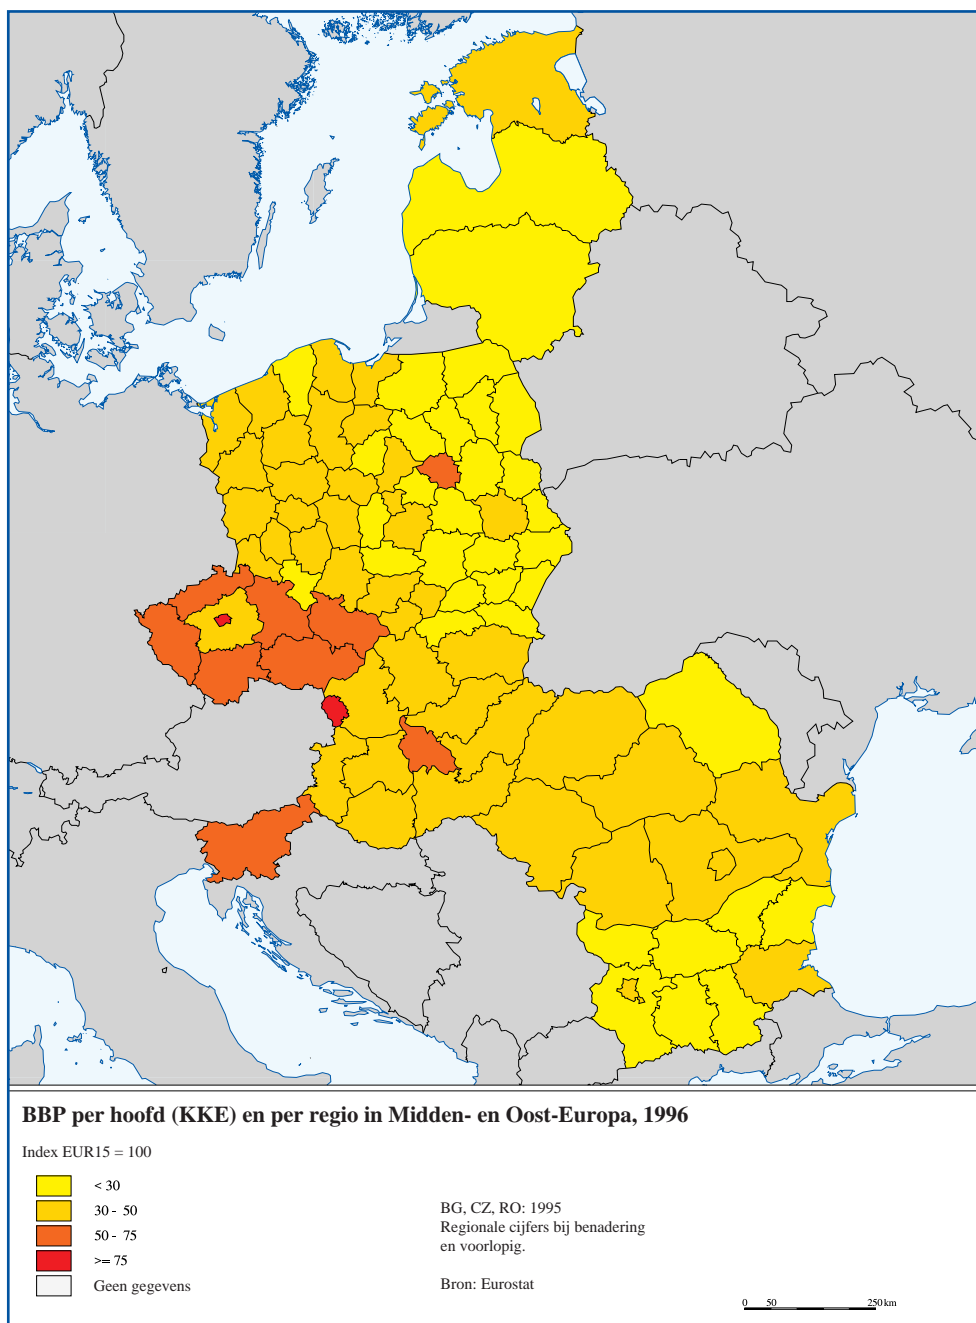 BBP per hoofd (KKE) en per regio in Midden- en Oost-Europa, 1996
Index EUR15 = 100
< 30
30 - 50
50 - 75
>= 75
Geen gegevens
BG, CZ, RO: 1995
Regionale cijfers bij benadering
en voorlopig.
Bron: Eurostat
0 50 250 km